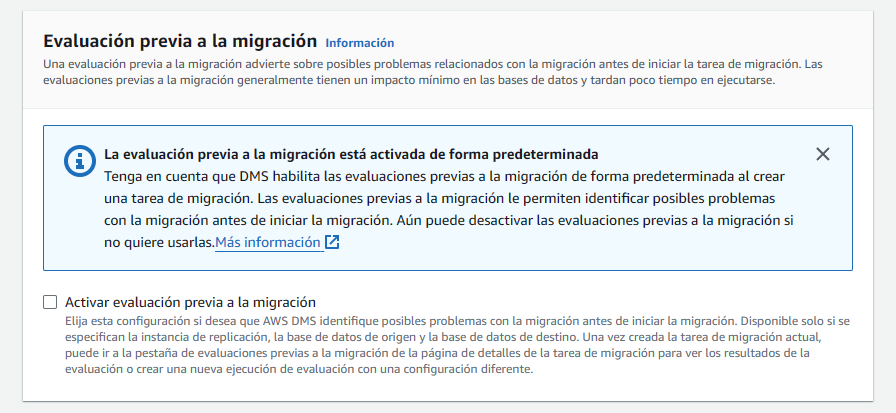 Evaluación previa a la migración Información
Una evaluación previa a la migración advierte sobre posibles problemas relacionados con la migración antes de iniciar la tarea de migración. Las
evaluaciones previas a la migración generalmente tienen un impacto mínimo en las bases de datos y tardan poco tiempo en ejecutarse.
La evaluación previa a la migración está activada de forma predeterminada
Tenga en cuenta que DMS habilita las evaluaciones previas a la migración de forma predeterminada al crear
una tarea de migración. Las evaluaciones previas a la migración le permiten identificar posibles problemas
con la migración antes de iniciar la migración. Aún puede desactivar las evaluaciones previas a la migración si
no quiere usarlas.Más información
Activar evaluación previa a la migración
Elija esta configuración si desea que AWS DMS identifique posibles problemas con la migración antes de iniciar la migración. Disponible solo si se
especifican la instancia de replicación, la base de datos de origen y la base de datos de destino. Una vez creada la tarea de migración actual,
puede ir a la pestaña de evaluaciones previas a la migración de la página de detalles de la tarea de migración para ver los resultados de la
evaluación o crear una nueva ejecución de evaluación con una configuración diferente.